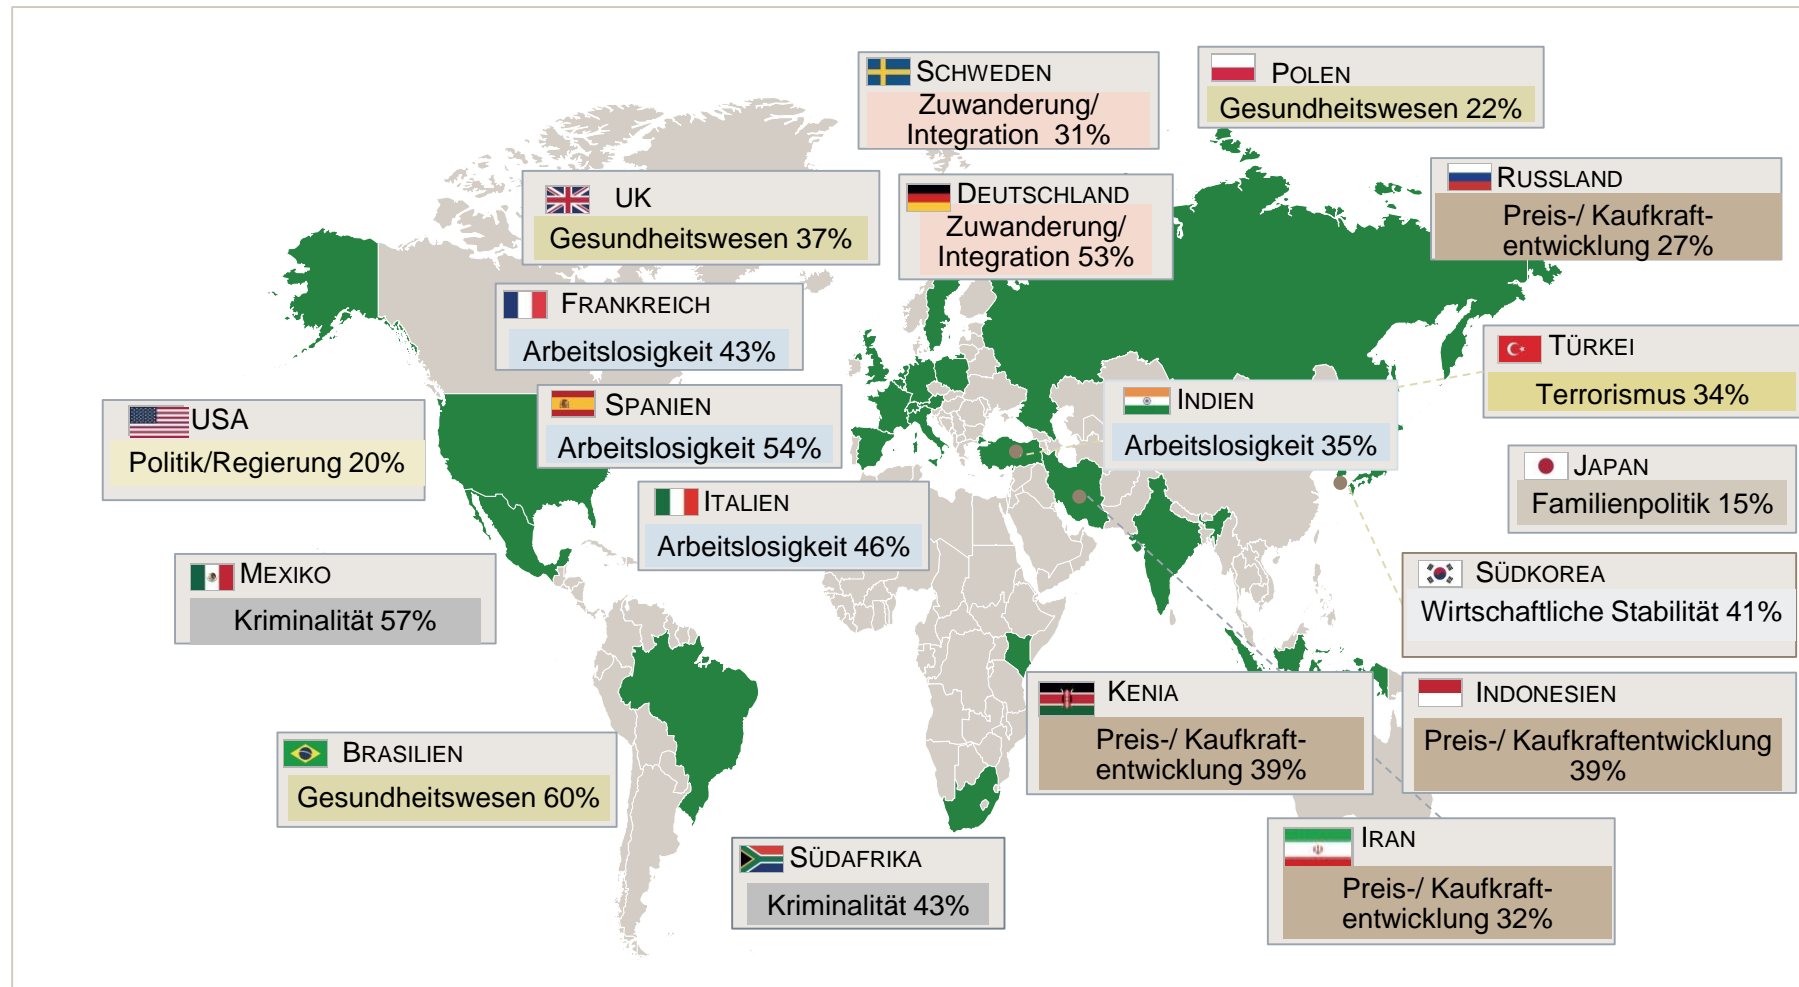 SCHWEDEN
Zuwanderung/
Integration 31%
POLEN
Gesundheitswesen 22%
UK
Gesundheitswesen 37%
DEUTSCHLAND
Zuwanderung/
Integration 53%
RUSSLAND
Preis-/ Kaufkraft-
entwicklung 27%
FRANKREICH
Arbeitslosigkeit 43%
TÜRKEI
Terrorismus 34%
USA
Politik/Regierung 20%
SPANIEN
Arbeitslosigkeit 54%
INDIEN
Arbeitslosigkeit 35%
JAPAN
Familienpolitik 15%
ITALIEN
Arbeitslosigkeit 46%
MEXIKO
Kriminalität 57%
SÜDKOREA
Wirtschaftliche Stabilität 41%
KENIA
Preis-/ Kaufkraft-
entwicklung 39%
INDONESIEN
Preis-/ Kaufkraftentwicklung
39%
BRASILIEN
Gesundheitswesen 60%
SÜDAFRIKA
Kriminalität 43%
IRAN
Preis-/ Kaufkraft-
entwicklung 32%